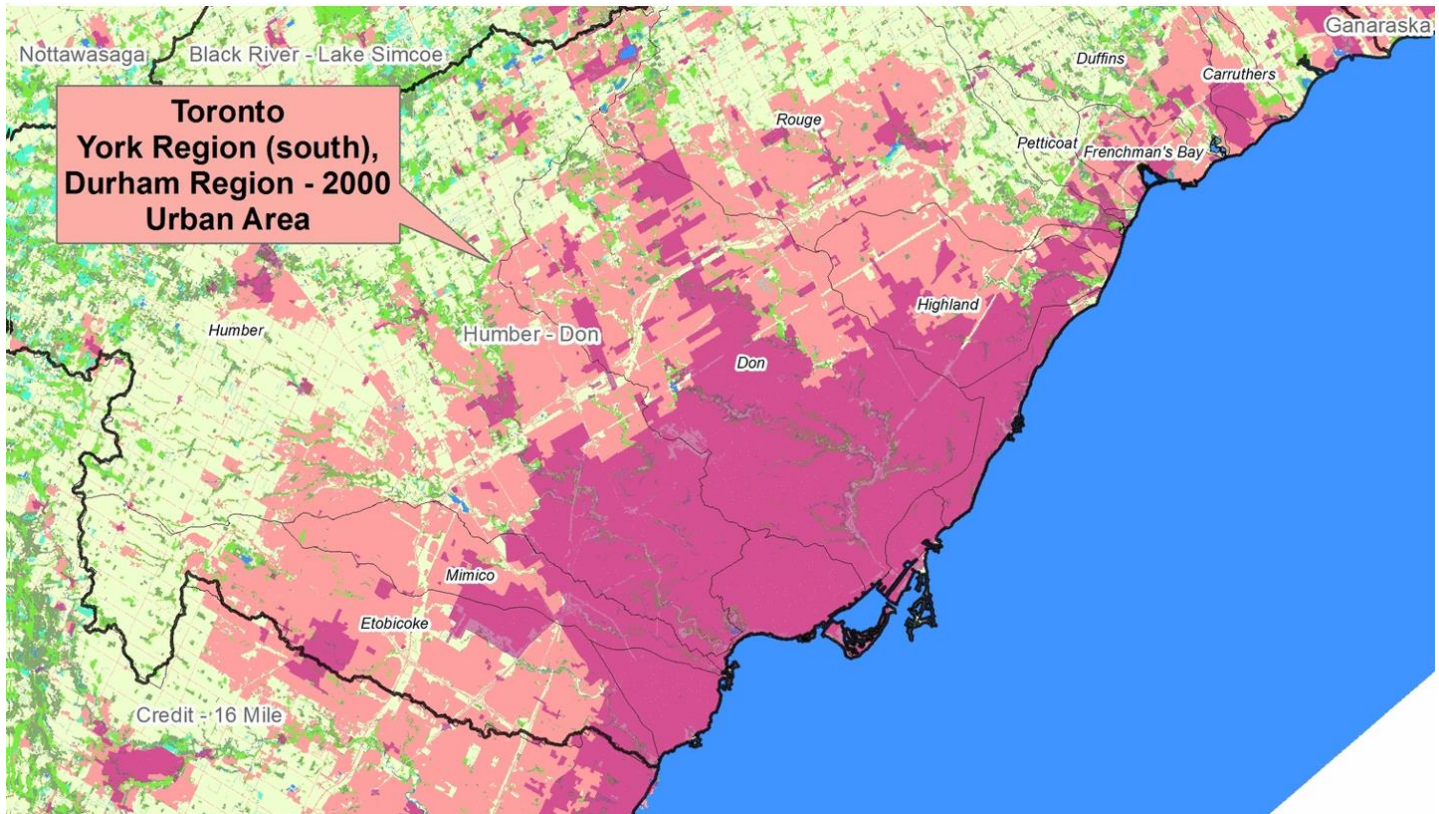 Nottawasaga
Black River - Lake Simcoe
Ganaraska
Duffins
Carruthers
Toronto
York Region (south),
Durham Region - 2000
Urban Area
Rouge
Petticoat
Frenchman's Bay
Highland
Humber
Humber - Don
Don
Mimico
Etobicoke
Credit - 16 Mile